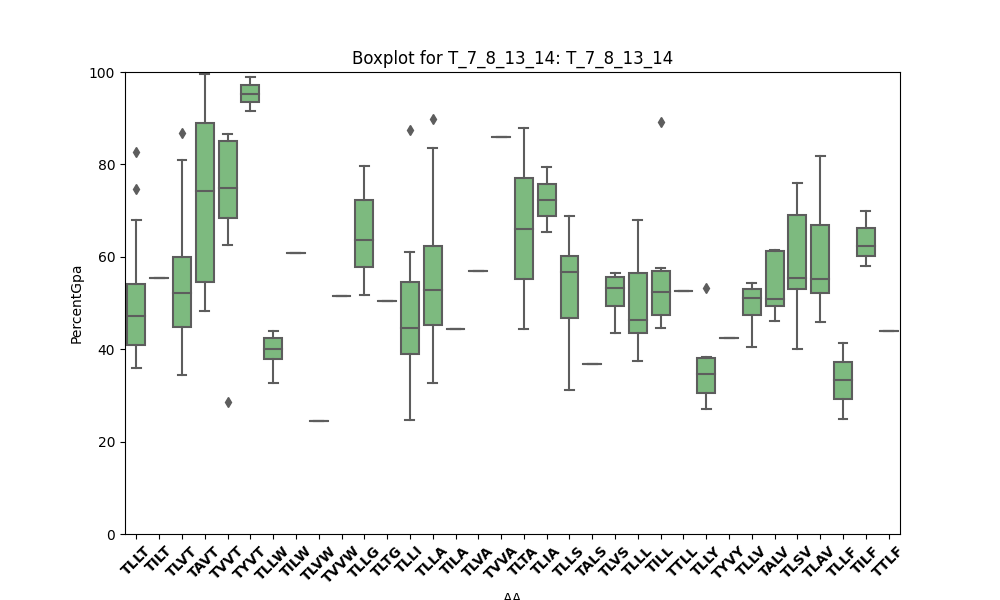 Boxplot for T_7_8_13_14: T_7_8_13_14
PercentGpa
100
80
60
40
20
0
TLLT TILT TLVT TAVT TVVT TYVT TLLW TILW TLVW TVVW TLLG TLTG TLLI TLLA TILA TLVA TVVA TLTA TLIA TLLS TALS TLVS TLLL TILL TTLL TLLY TYVY TLLV TALV TLSV TLAV TLLF TILF TTLF
AA